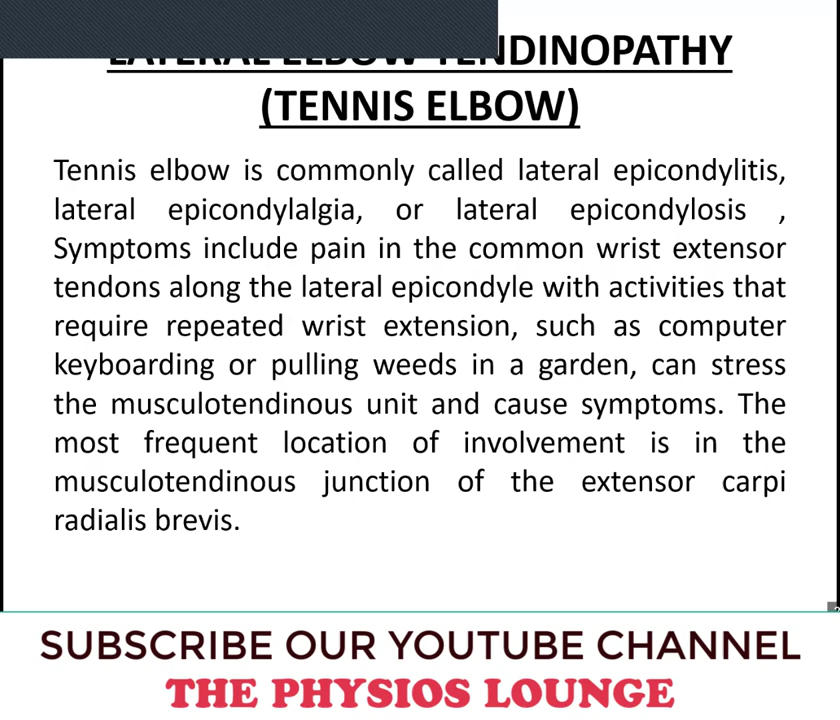 LATERAL ELBOW TENDINOPATHY
(TENNIS ELBOW)
Tennis elbow is commonly called lateral epicondylitis,
lateral epicondylalgia, or lateral epicondylosis ,
Symptoms include pain in the common wrist extensor
tendons along the lateral epicondyle with activities that
require repeated wrist extension, such as computer
keyboarding or pulling weeds in a garden, can stress
the musculotendinous unit and cause symptoms. The
most frequent location of involvement is in the
musculotendinous junction of the extensor carpi
radialis brevis.
SUBSCRIBE OUR YOUTUBE CHANNEL
THE PHYSIOS LOUNGE